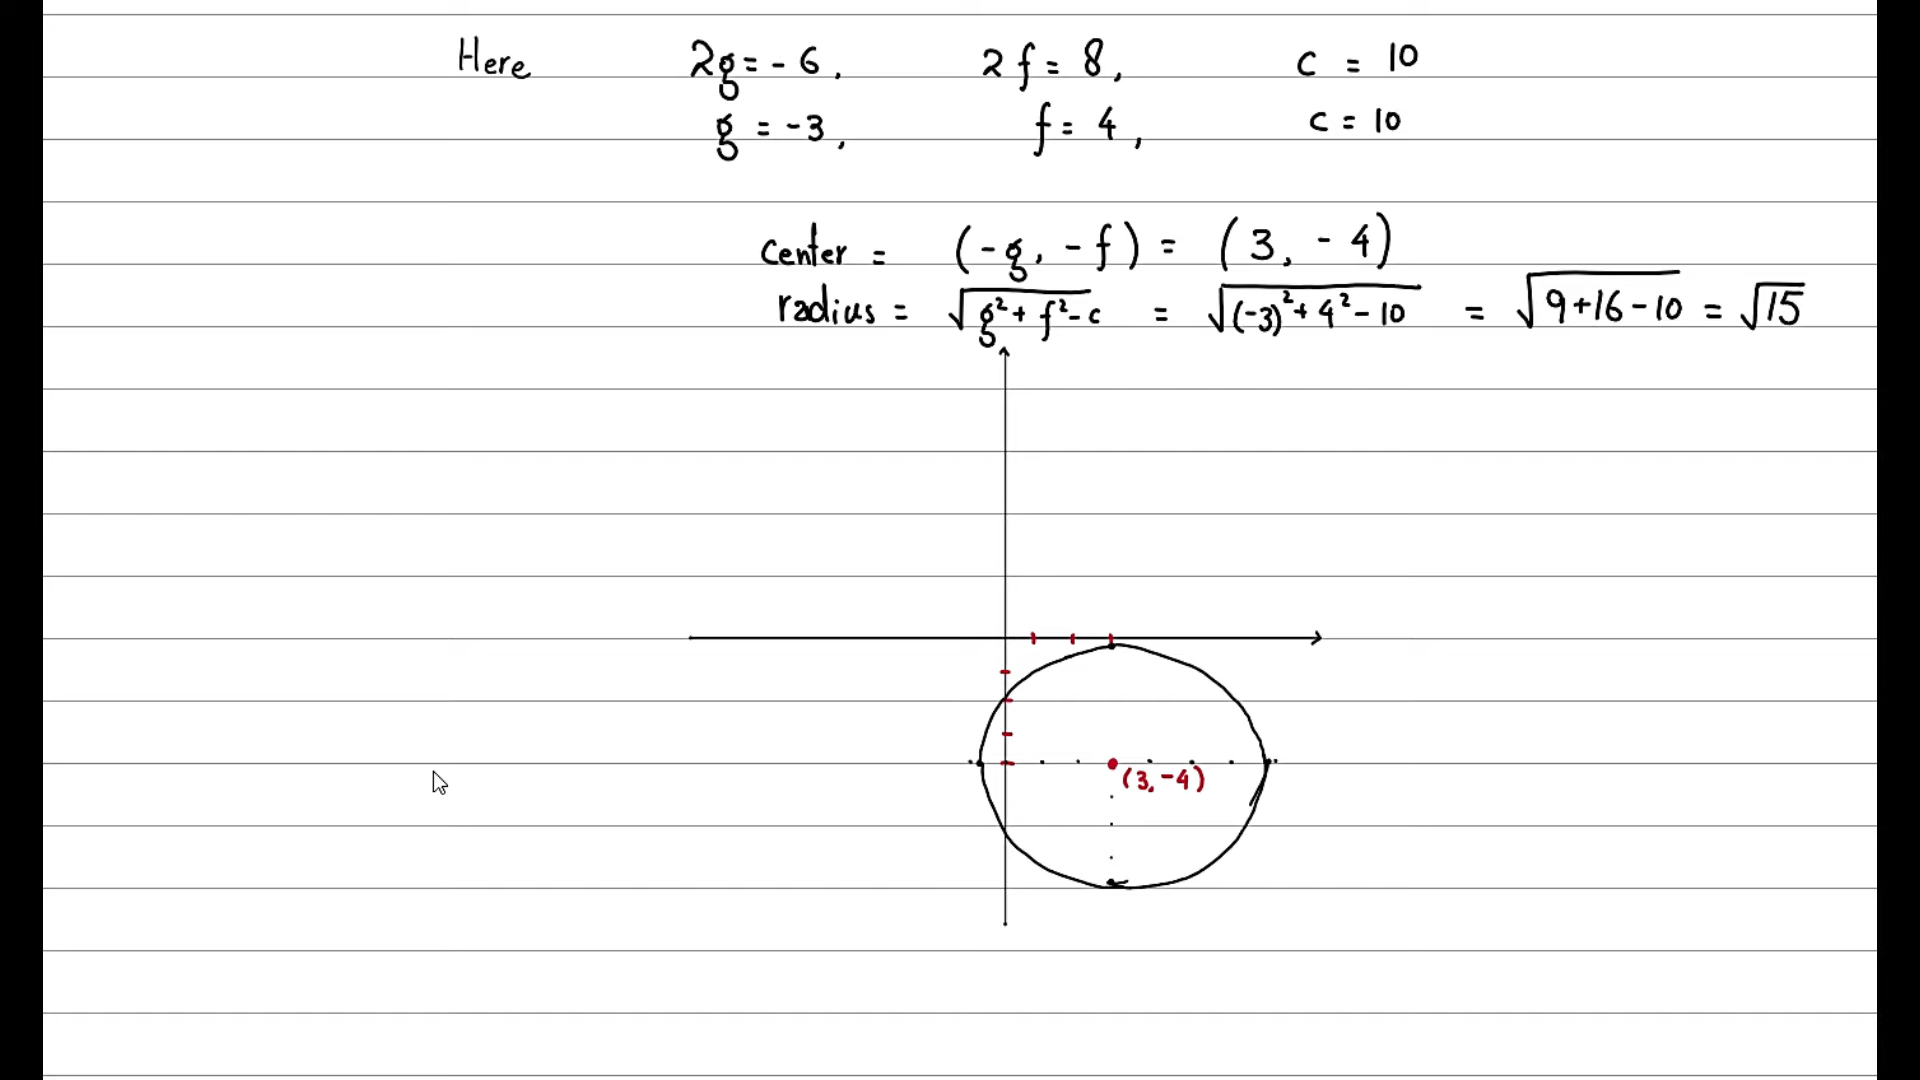 Here 2g = - 6, 2f = 8, c = 10
g = -3, f = 4, c = 10
center = (-g, -f) = (3, - 4)
radius = √(g² + f² - c) = √((-3)² + 4² - 10) = √(9+16-10) = √15
(3, -4)